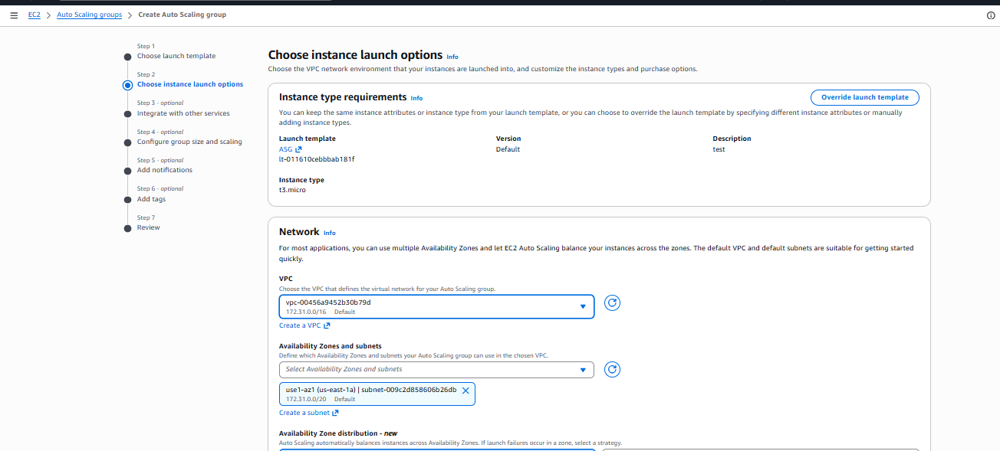 EC2 > Auto Scaling groups > Create Auto Scaling group
Step 1
Choose launch template
Step 2
Choose instance launch options
Step 3 - optional
Integrate with other services
Step 4 - optional
Configure group size and scaling
Step 5 - optional
Add notifications
Step 6 - optional
Add tags
Step 7
Review
Choose instance launch options Info
Choose the VPC network environment that your instances are launched into, and customize the instance types and purchase options.
Instance type requirements Info
Override launch template
You can keep the same instance attributes or instance type from your launch template, or you can choose to override the launch template by specifying different instance attributes or manually
adding instance types.
Launch template
ASG
lt-011610cebbbab181f
Version
Default
Description
test
Instance type
t3.micro
Network Info
For most applications, you can use multiple Availability Zones and let EC2 Auto Scaling balance your instances across the zones. The default VPC and default subnets are suitable for getting started
quickly.
VPC
Choose the VPC that defines the virtual network for your Auto Scaling group.
vpc-00456a9452b30b79d
172.31.0.0/16 Default
Create a VPC
Availability Zones and subnets
Define which Availability Zones and subnets your Auto Scaling group can use in the chosen VPC.
Select Availability Zones and subnets
use1-az1 (us-east-1a) | subnet-009c2d858606b26db
172.31.0.0/20 Default
Create a subnet
Availability Zone distribution - new
Auto Scaling automatically balances instances across Availability Zones. If launch failures occur in a zone, select a strategy.